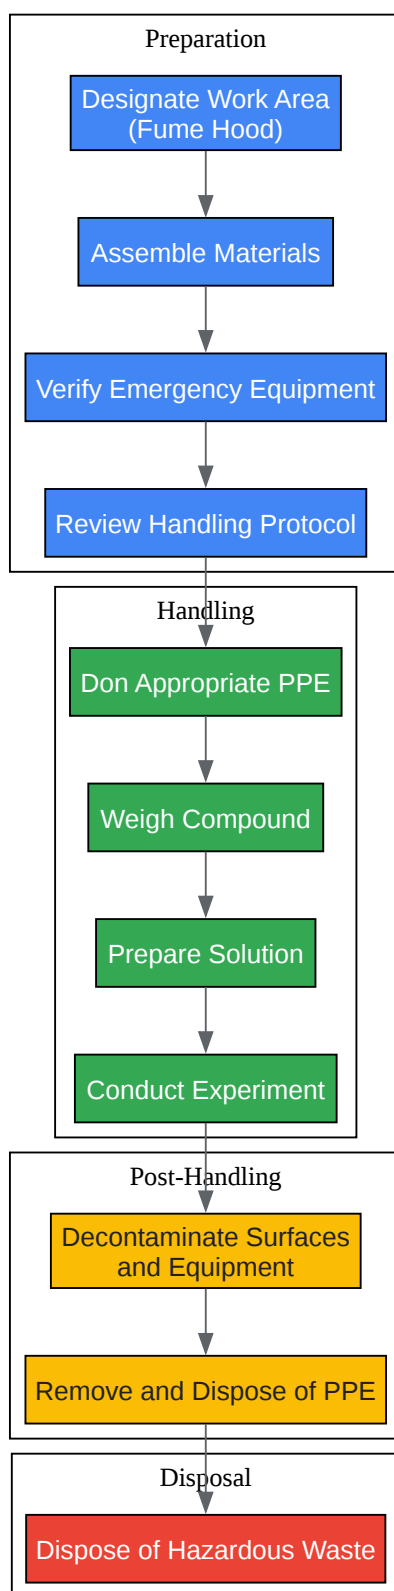 Preparation
Designate Work Area
(Fume Hood)
Assemble Materials
Verify Emergency Equipment
Review Handling Protocol
Handling
Don Appropriate PPE
Weigh Compound
Prepare Solution
Conduct Experiment
Post-Handling
Decontaminate Surfaces
and Equipment
Remove and Dispose of PPE
Disposal
Dispose of Hazardous Waste